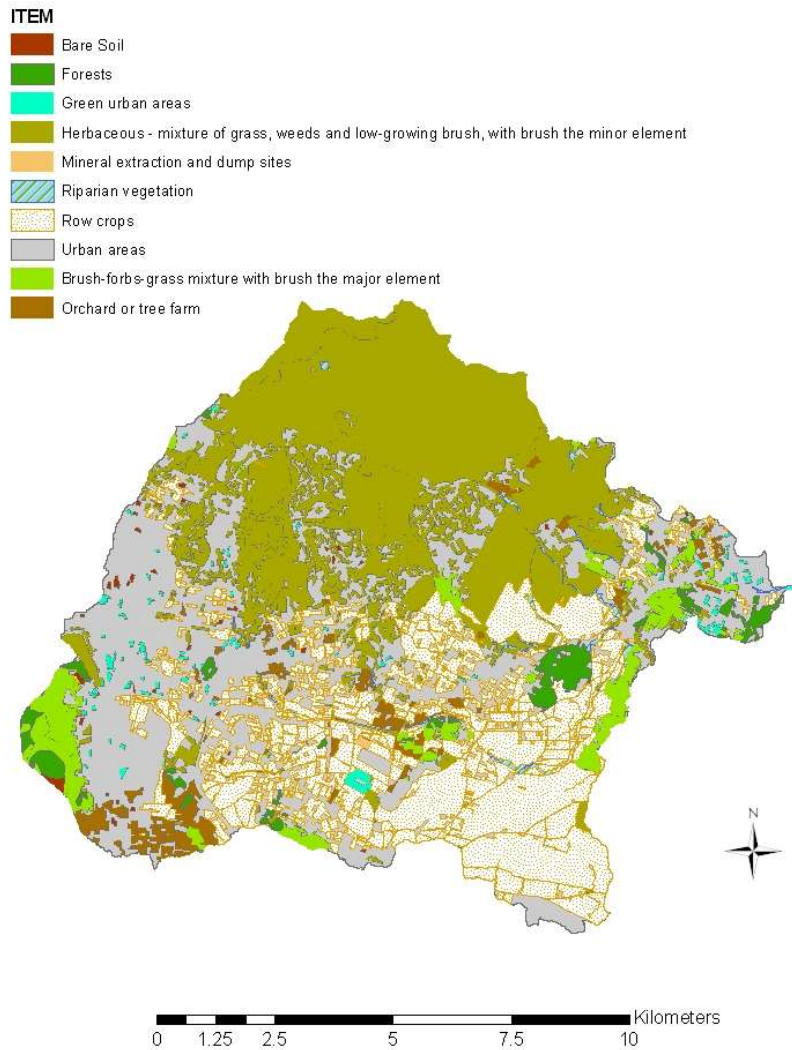 ITEM
Bare Soil
Forests
Green urban areas
Herbaceous - mixture of grass, weeds and low-growing brush, with brush the minor element
Mineral extraction and dump sites
Riparian vegetation
Row crops
Urban areas
Brush-forbs-grass mixture with brush the major element
Orchard or tree farm
N
Kilometers
0 1.25 2.5 5 7.5 10